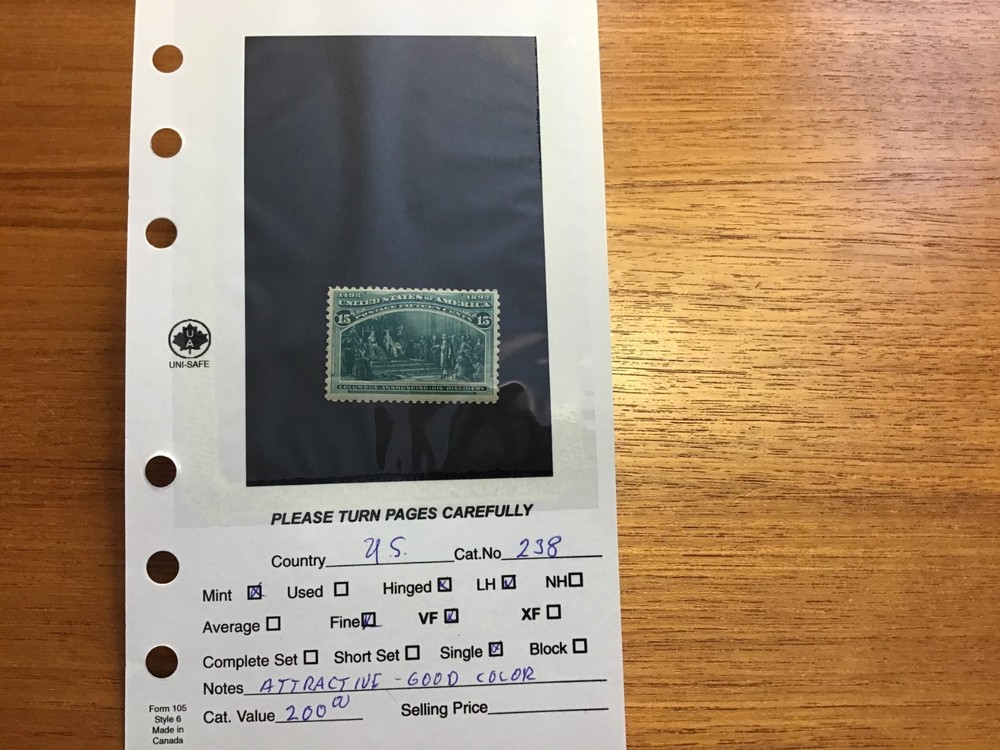 1492 1892
UNITED STATES OF AMERICA
POSTAGE FIFTEEN CENTS
15 15
COLUMBUS ANNOUNCING HIS DISCOVERY
UA
UNI-SAFE
PLEASE TURN PAGES CAREFULLY
Country U.S. Cat.No 238
Mint Used Hinged LH NH
Average Fine VF XF
Complete Set Short Set Single Block
Notes ATTRACTIVE - GOOD COLOR
Cat. Value 200 00 Selling Price
Form 105
Style 6
Made in
Canada